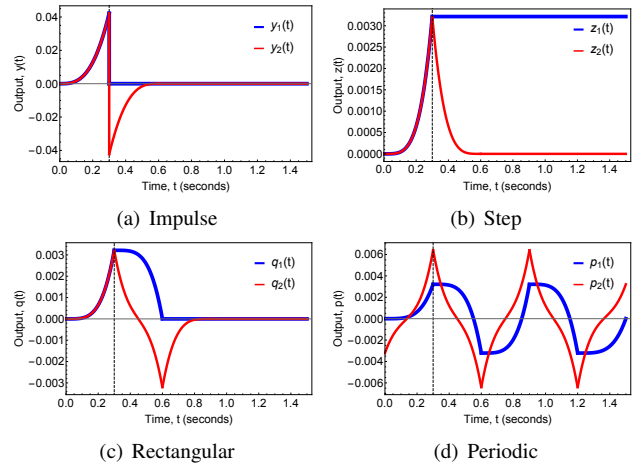 Output, y(t)
0.04
0.02
0.00
−0.02
−0.04
y1(t)
y2(t)
0.0 0.2 0.4 0.6 0.8 1.0 1.2 1.4
Time, t (seconds)
(a) Impulse
Output, z(t)
0.0030
0.0025
0.0020
0.0015
0.0010
0.0005
0.0000
z1(t)
z2(t)
0.0 0.2 0.4 0.6 0.8 1.0 1.2 1.4
Time, t (seconds)
(b) Step
Output, q(t)
0.003
0.002
0.001
0.000
−0.001
−0.002
−0.003
q1(t)
q2(t)
0.0 0.2 0.4 0.6 0.8 1.0 1.2 1.4
Time, t (seconds)
(c) Rectangular
Output, p(t)
0.006
0.004
0.002
0.000
−0.002
−0.004
−0.006
p1(t)
p2(t)
0.0 0.2 0.4 0.6 0.8 1.0 1.2 1.4
Time, t (seconds)
(d) Periodic